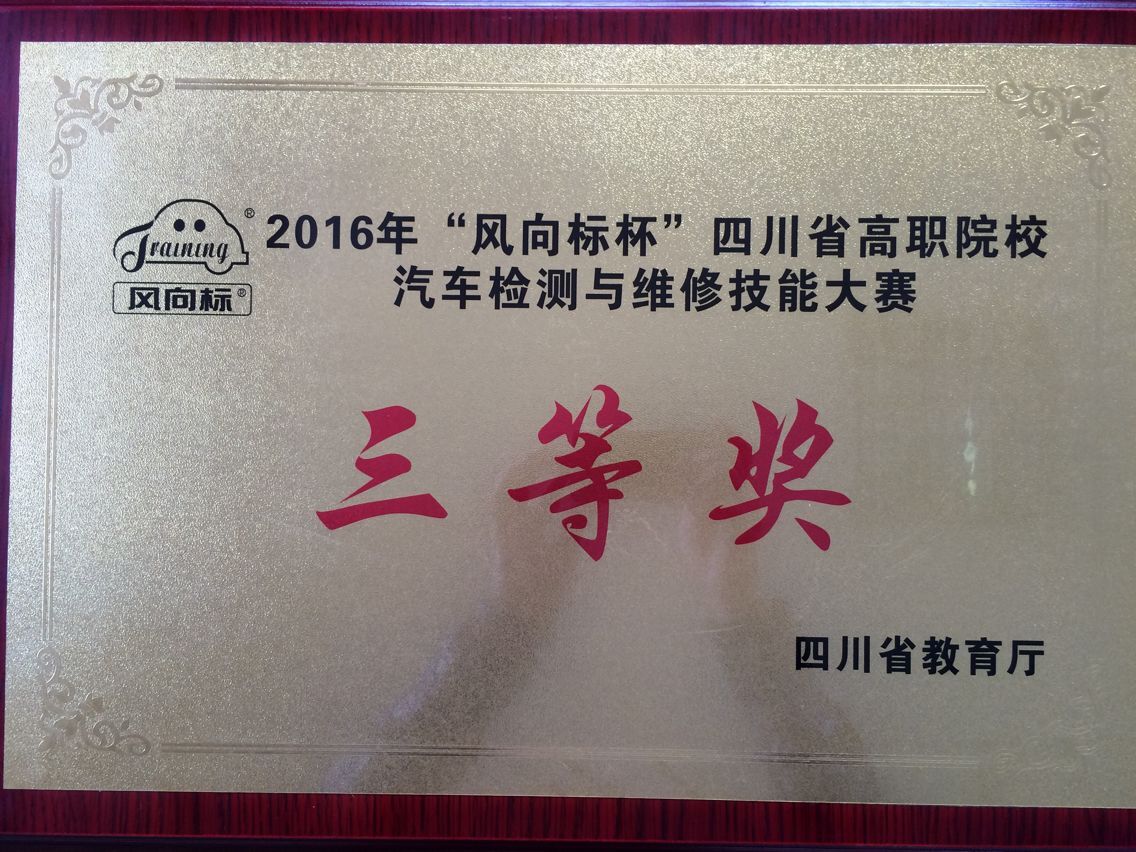 Training®
风向标®
2016年“风向标杯”四川省高职院校
汽车检测与维修技能大赛
三等奖
四川省教育厅